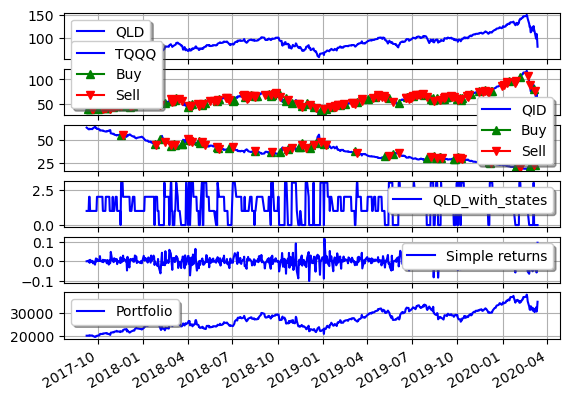 150
100
QLD
TQQQ
Buy
Sell
100
50
QID
Buy
Sell
50
25
2.5
0.0
QLD_with_states
0.1
0.0
−0.1
Simple returns
30000
20000
Portfolio
2017-10
2018-01
2018-04
2018-07
2018-10
2019-01
2019-04
2019-07
2019-10
2020-01
2020-04